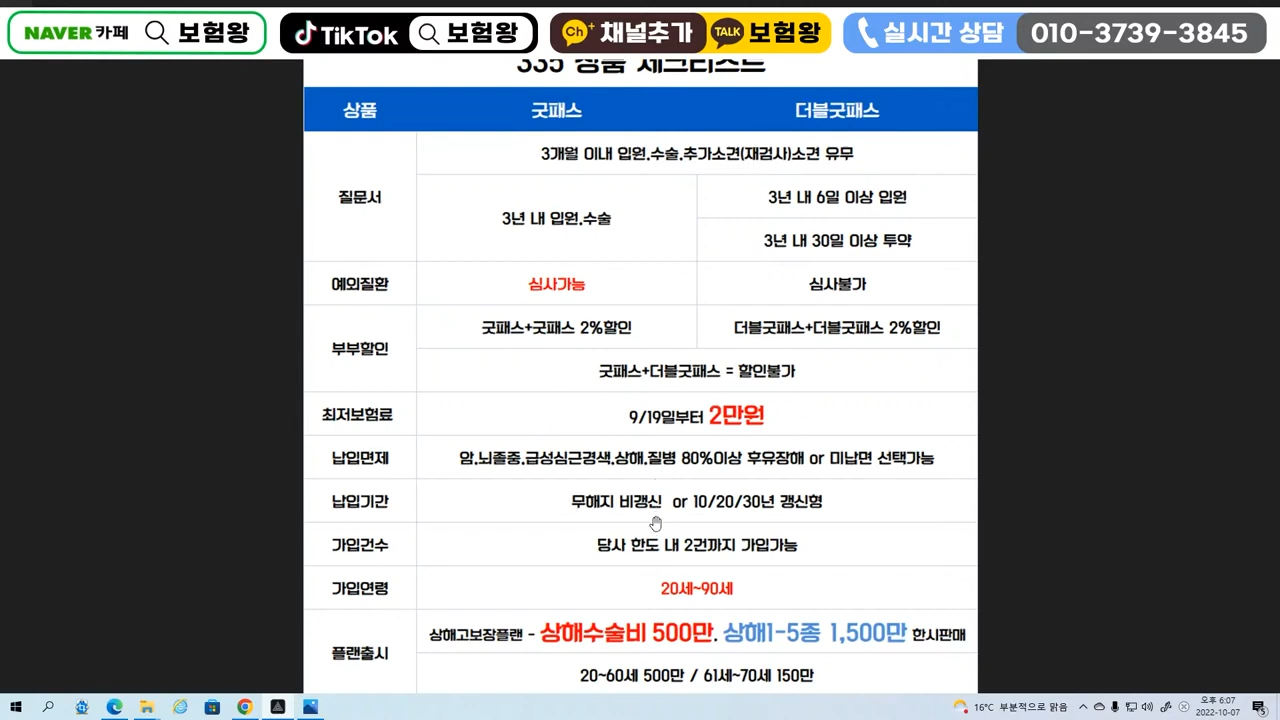 NAVER 카페 보험왕
TikTok 보험왕
Ch+ 채널추가 TALK 보험왕
실시간 상담 010-3739-3845
335 상품 체크리스트
상품 굿패스 더블굿패스
질문서
3개월 이내 입원.수술.추가소견(재검사)소견 유무
3년 내 입원.수술
3년 내 6일 이상 입원
3년 내 30일 이상 투약
예외질환 심사가능 심사불가
부부할인
굿패스+굿패스 2%할인 더블굿패스+더블굿패스 2%할인
굿패스+더블굿패스 = 할인불가
최저보험료 9/19일부터 2만원
납입면제 암.뇌졸중.급성심근경색.상해.질병 80%이상 후유장해 or 미납면 선택가능
납입기간 무해지 비갱신 or 10/20/30년 갱신형
가입건수 당사 한도 내 2건까지 가입가능
가입연령 20세~90세
플랜출시
상해고보장플랜 - 상해수술비 500만. 상해1-5종 1,500만 한시판매
20~60세 500만 / 61세~70세 150만
16°C 부분적으로 맑음
오후 6:07
2022-10-07
5